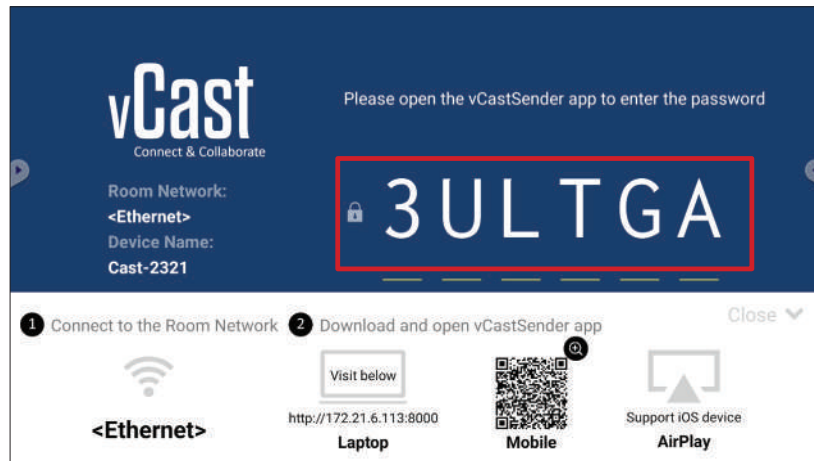 vCast
Connect & Collaborate
Room Network:
<Ethernet>
Device Name:
Cast-2321
Please open the vCastSender app to enter the password
3ULTGA
1 Connect to the Room Network
<Ethernet>
2 Download and open vCastSender app
Close
Visit below
http://172.21.6.113:8000
Laptop
Mobile
Support iOS device
AirPlay